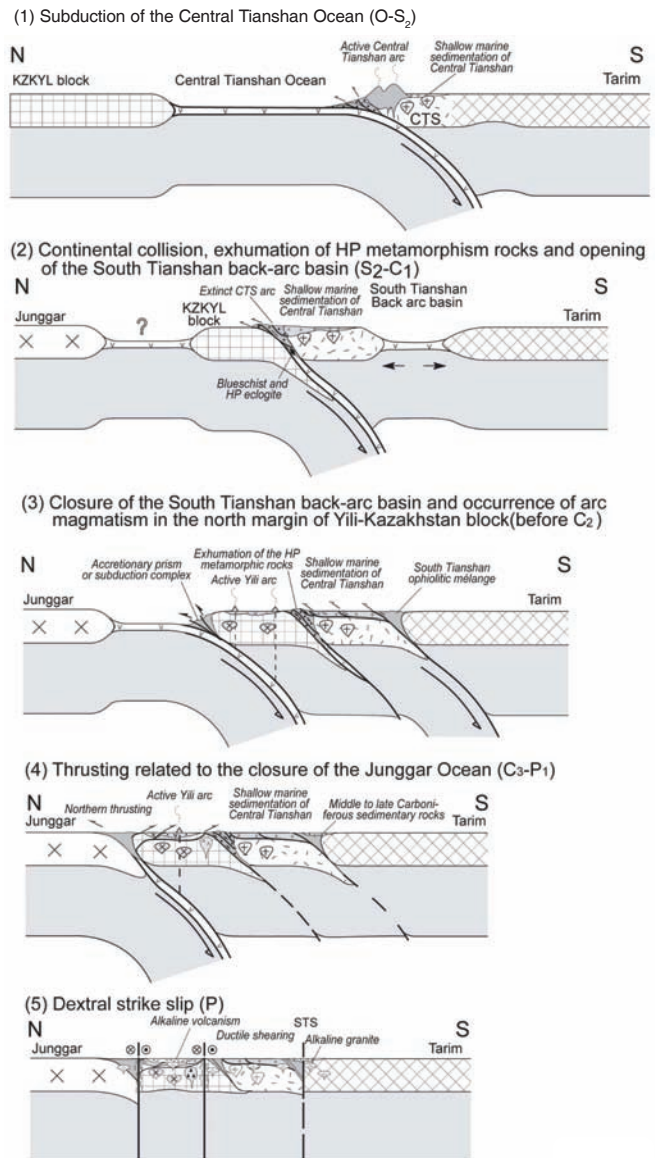 (1) Subduction of the Central Tianshan Ocean (O-S2)
N
S
Active Central
Tianshan arc
Shallow marine
sedimentation of
Central Tianshan
KZKYL block
Central Tianshan Ocean
Tarim
CTS
(2) Continental collision, exhumation of HP metamorphism rocks and opening
of the South Tianshan back-arc basin (S2-C1)
N
S
Extinct CTS arc
Shallow marine
sedimentation of
Central Tianshan
South Tianshan
Back arc basin
Junggar
?
KZKYL
block
Tarim
Blueschist and
HP eclogite
(3) Closure of the South Tianshan back-arc basin and occurrence of arc
magmatism in the north margin of Yili-Kazakhstan block(before C2)
N
S
Accretionary prism
or subduction complex
Exhumation of the HP
metamorphic rocks
Active Yili arc
Shallow marine
sedimentation of
Central Tianshan
South Tianshan
ophiolitic mélange
Junggar
Tarim
(4) Thrusting related to the closure of the Junggar Ocean (C3-P1)
N
S
Northern thrusting
Active Yili arc
Shallow marine
sedimentation of
Central Tianshan
Middle to late Carboni-
ferous sedimentary rocks
Junggar
Tarim
(5) Dextral strike slip (P)
N
S
Alkaline volcanism
STS
Ductile shearing
Alkaline granite
Junggar
Tarim